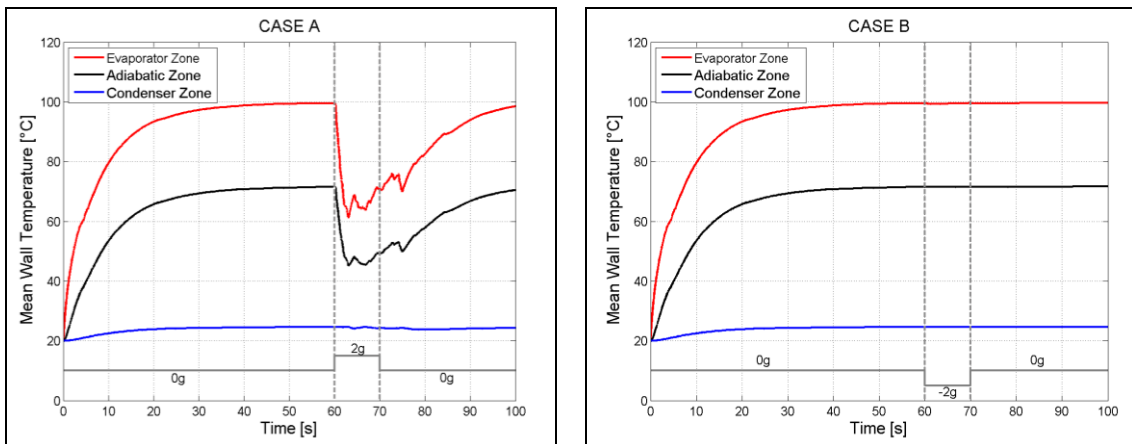 CASE A
120
100
80
60
40
20
0
Mean Wall Temperature [°C]
Evaporator Zone
Adiabatic Zone
Condenser Zone
0g
2g
0g
0 10 20 30 40 50 60 70 80 90 100
Time [s]
CASE B
120
100
80
60
40
20
0
Mean Wall Temperature [°C]
Evaporator Zone
Adiabatic Zone
Condenser Zone
0g
-2g
0g
0 10 20 30 40 50 60 70 80 90 100
Time [s]